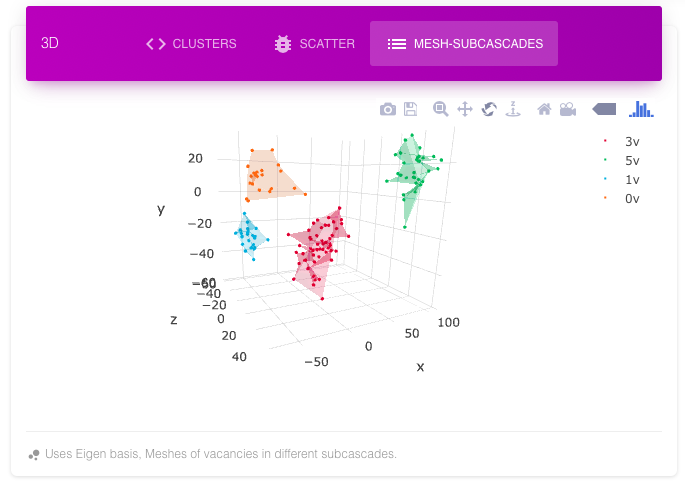 3D
CLUSTERS
SCATTER
MESH-SUBCASCADES
3v
5v
1v
0v
20
0
−20
−40
−60
y
−60
−40
−20
0
20
40
z
−50
0
50
100
x
Uses Eigen basis, Meshes of vacancies in different subcascades.